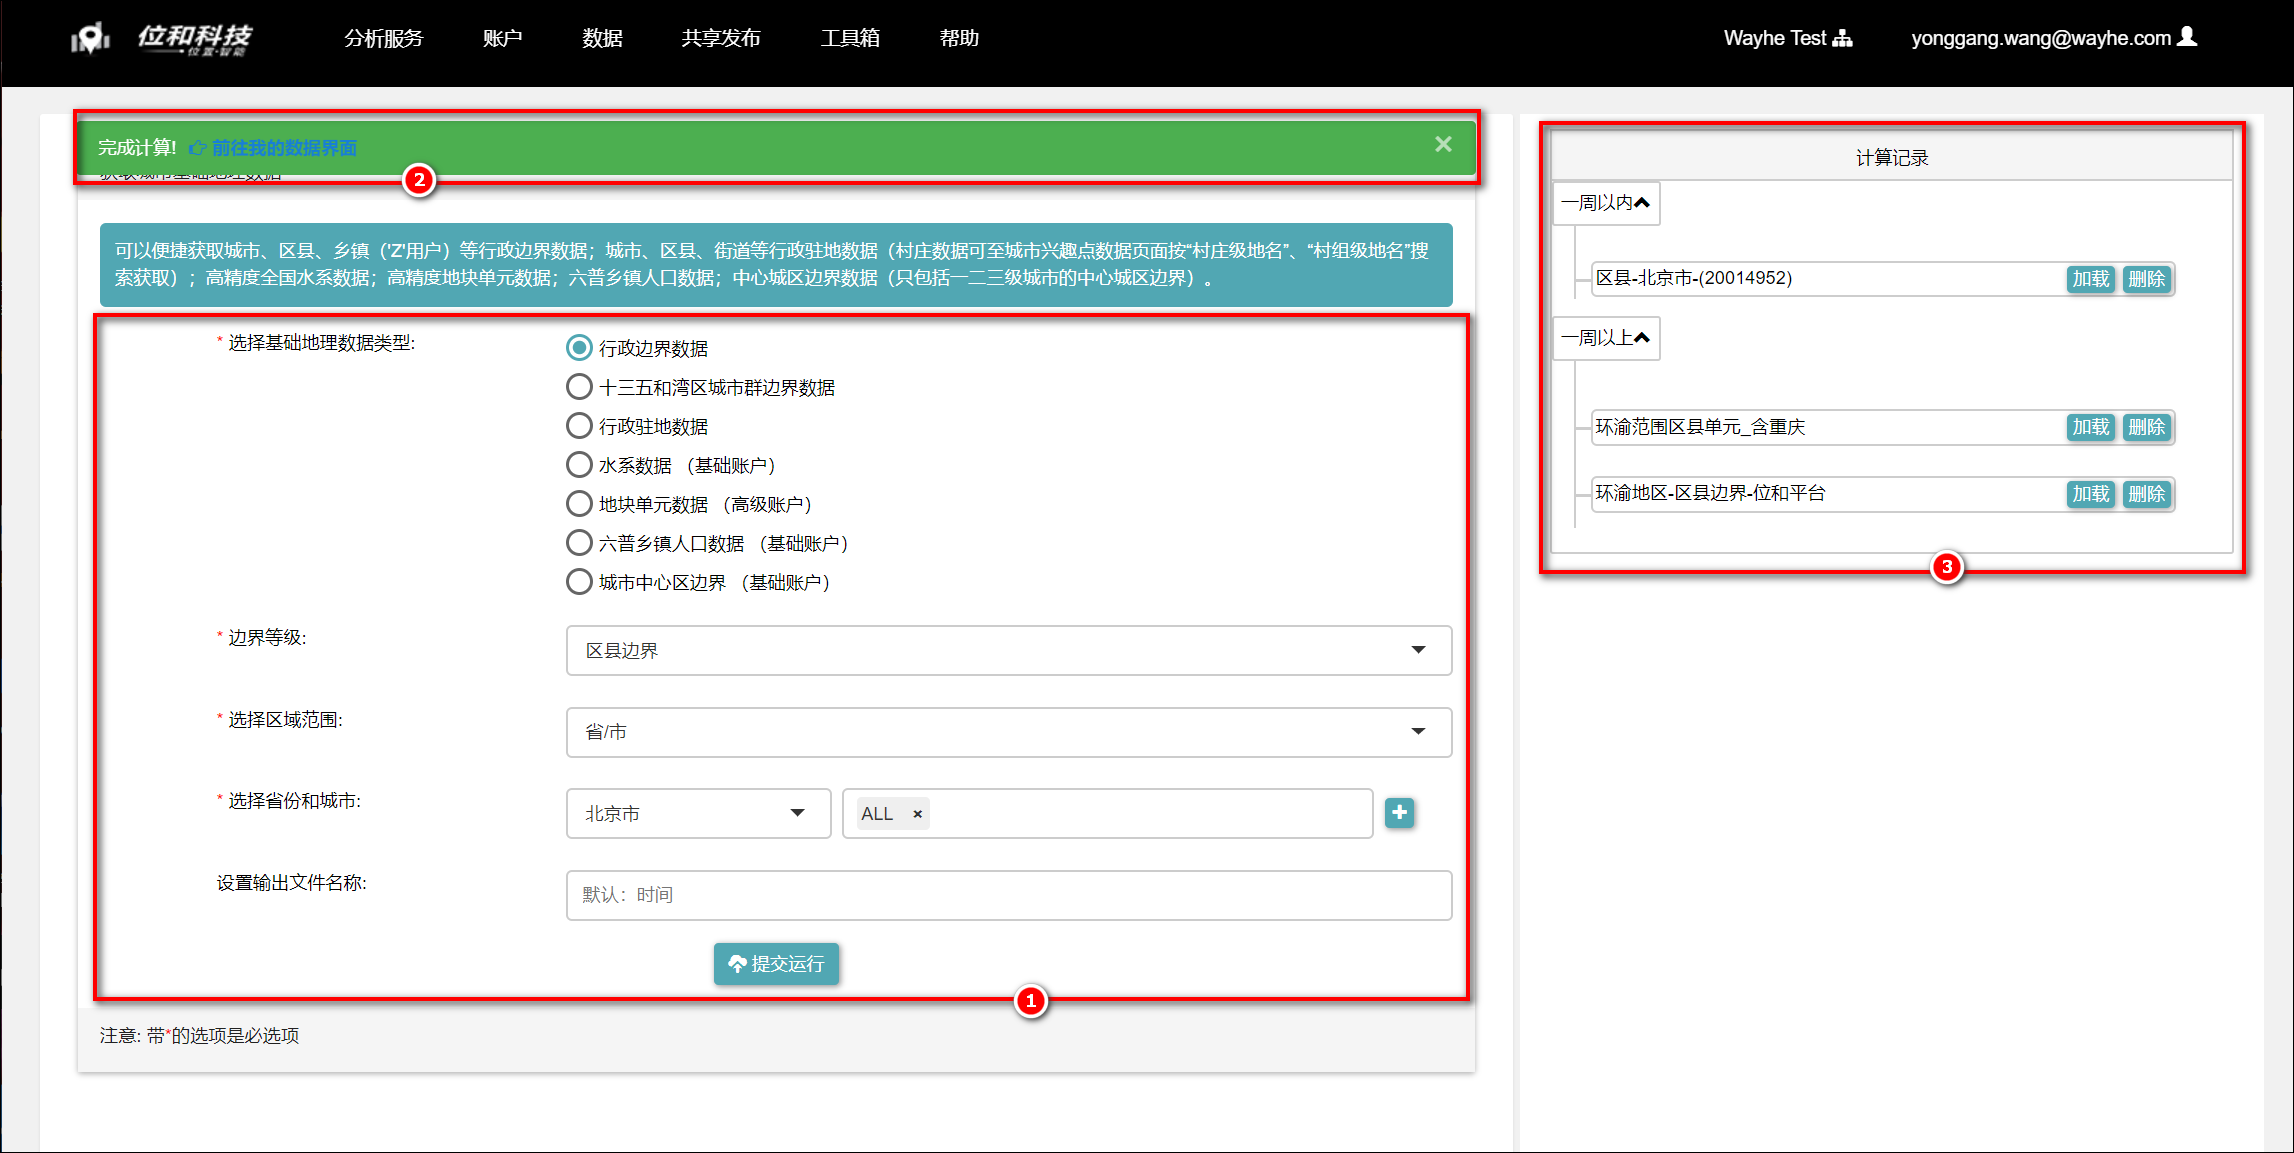 位和科技
位置·智能
分析服务 账户 数据 共享发布 工具箱 帮助 Wayhe Test yonggang.wang@wayhe.com
完成计算! 前往我的数据界面 ×
获取城市基础地理数据
2
可以便捷获取城市、区县、乡镇（'Z'用户）等行政边界数据；城市、区县、街道等行政驻地数据（村庄数据可至城市兴趣点数据页面按“村庄级地名”、“村组级地名”搜
索获取）；高精度全国水系数据；高精度地块单元数据；六普乡镇人口数据；中心城区边界数据（只包括一二三级城市的中心城区边界）。
* 选择基础地理数据类型:
行政边界数据
十三五和湾区城市群边界数据
行政驻地数据
水系数据 （基础账户）
地块单元数据 （高级账户）
六普乡镇人口数据 （基础账户）
城市中心区边界 （基础账户）
* 边界等级: 区县边界
* 选择区域范围: 省/市
* 选择省份和城市: 北京市 ALL ×
设置输出文件名称: 默认：时间
提交运行
1
注意: 带*的选项是必选项
计算记录
一周以内
区县-北京市-(20014952) 加载 删除
一周以上
环渝范围区县单元_含重庆 加载 删除
环渝地区-区县边界-位和平台 加载 删除
3